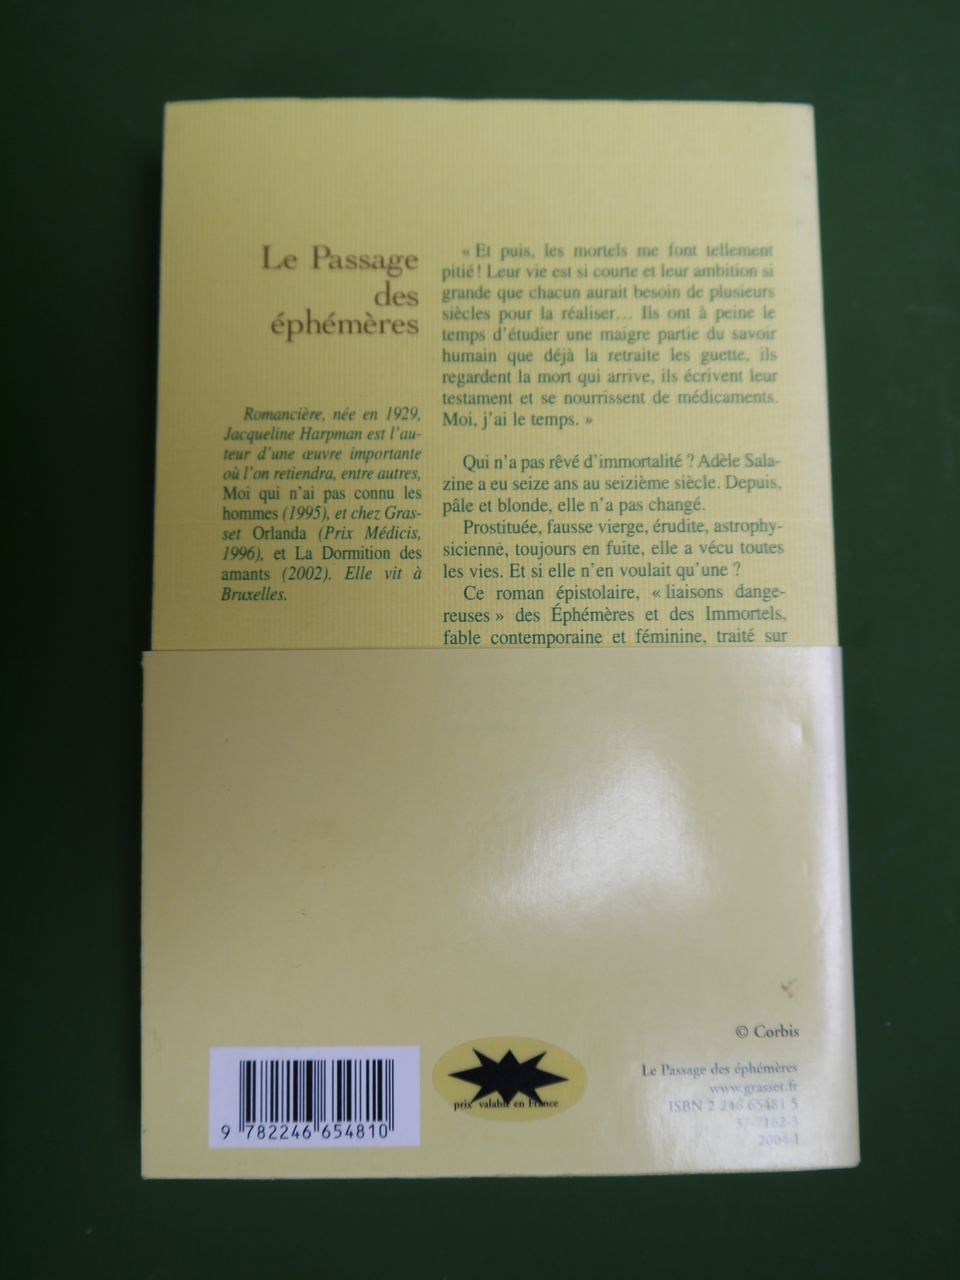 Le Passage
des
éphémères
Romancière, née en 1929,
Jacqueline Harpman est l'au-
teur d'une œuvre importante
où l'on retiendra, entre autres,
Moi qui n'ai pas connu les
hommes (1995), et chez Gras-
set Orlanda (Prix Médicis,
1996), et La Dormition des
amants (2002). Elle vit à
Bruxelles.
« Et puis, les mortels me font tellement
pitié ! Leur vie est si courte et leur ambition si
grande que chacun aurait besoin de plusieurs
siècles pour la réaliser... Ils ont à peine le
temps d'étudier une maigre partie du savoir
humain que déjà la retraite les guette, ils
regardent la mort qui arrive, ils écrivent leur
testament et se nourrissent de médicaments.
Moi, j'ai le temps. »
Qui n'a pas rêvé d'immortalité ? Adèle Sala-
zine a eu seize ans au seizième siècle. Depuis,
pâle et blonde, elle n'a pas changé.
Prostituée, fausse vierge, érudite, astrophy-
sicienne, toujours en fuite, elle a vécu toutes
les vies. Et si elle n'en voulait qu'une ?
Ce roman épistolaire, « liaisons dange-
reuses » des Éphémères et des Immortels,
fable contemporaine et féminine, traité sur
© Corbis
Le Passage des éphémères
www.grasset.fr
ISBN 2 246 65481 5
37-7162-3
2004-1
prix valable en France
9 782246 654810